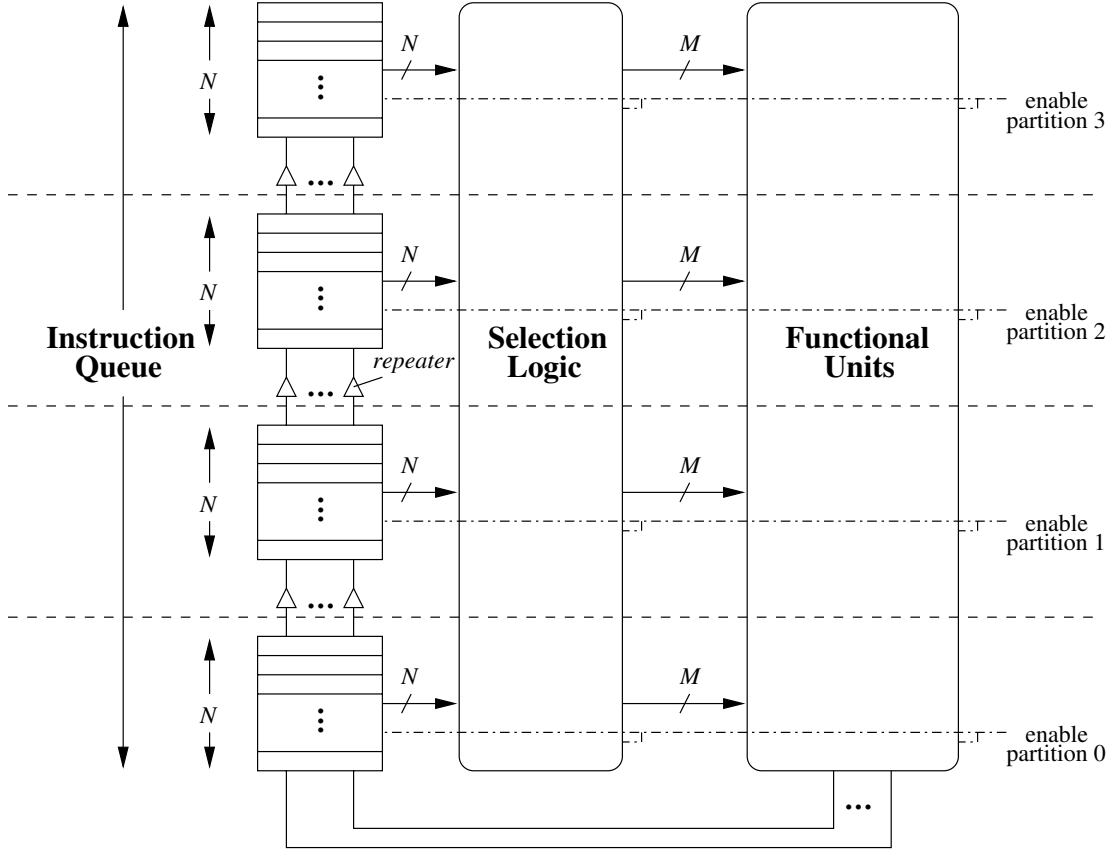 N
N
M
enable
partition 3
N
N
M
enable
partition 2
Instruction
Queue
repeater
Selection
Logic
Functional
Units
N
N
M
enable
partition 1
N
N
M
enable
partition 0